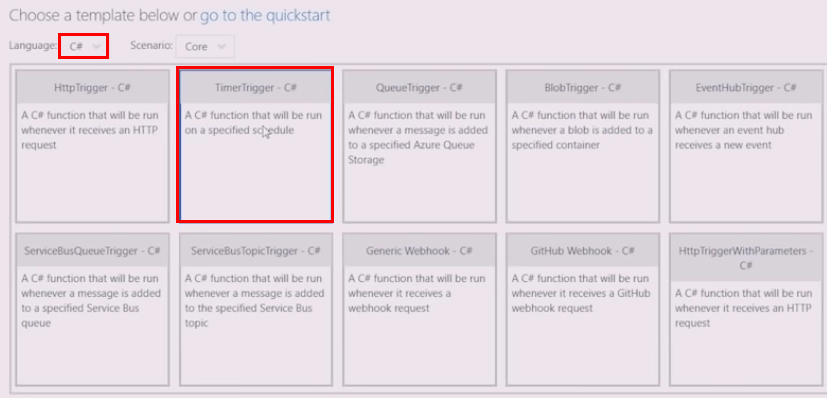 Choose a template below or go to the quickstart
Language: C# Scenario: Core
HttpTrigger - C#
A C# function that will be run
whenever it receives an HTTP
request
TimerTrigger - C#
A C# function that will be run
on a specified schedule
QueueTrigger - C#
A C# function that will be run
whenever a message is added
to a specified Azure Queue
Storage
BlobTrigger - C#
A C# function that will be run
whenever a blob is added to a
specified container
EventHubTrigger - C#
A C# function that will be run
whenever an event hub
receives a new event
ServiceBusQueueTrigger - C#
A C# function that will be run
whenever a message is added
to a specified Service Bus
queue
ServiceBusTopicTrigger - C#
A C# function that will be run
whenever a message is added
to the specified Service Bus
topic
Generic Webhook - C#
A C# function that will be run
whenever it receives a
webhook request
GitHub Webhook - C#
A C# function that will be run
whenever it receives a GitHub
webhook request
HttpTriggerWithParameters -
C#
A C# function that will be run
whenever it receives an HTTP
request